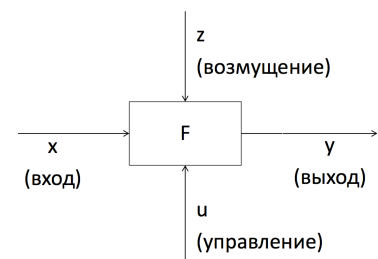 z
(возмущение)
F
x
(вход)
y
(выход)
u
(управление)